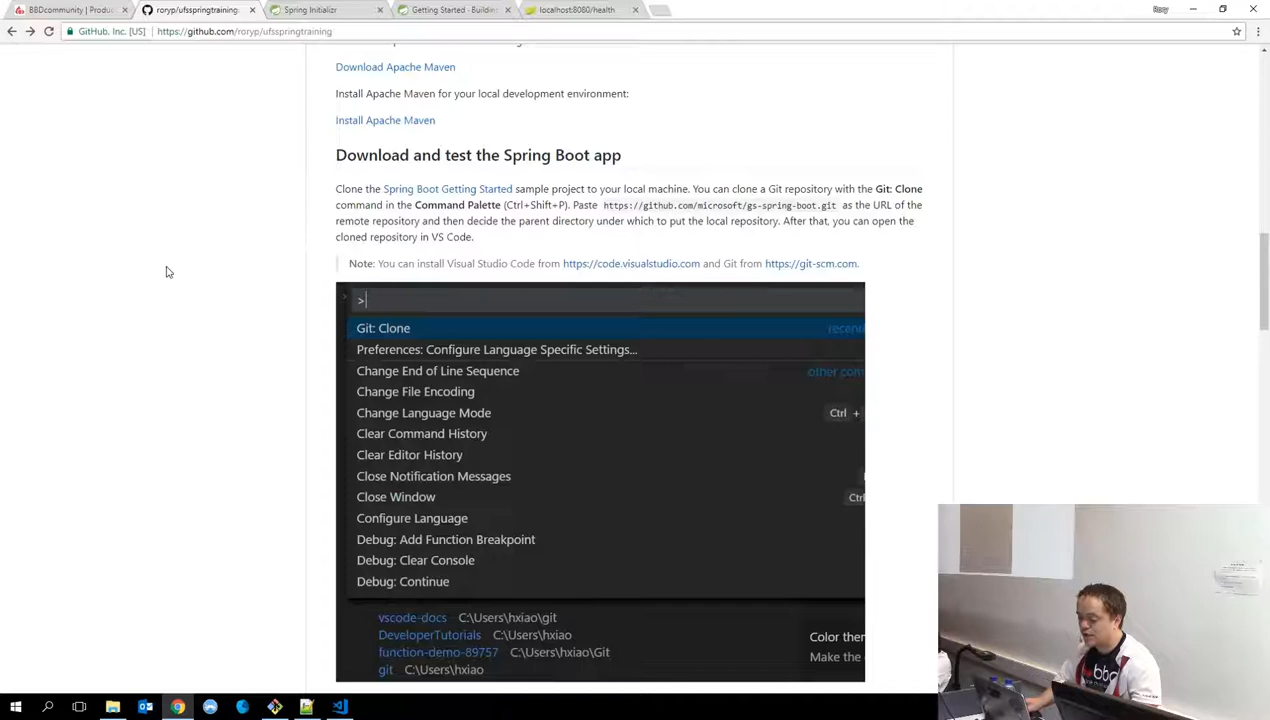 BBDcommunity | Produc
roryp/ufsspringtraining:
Spring Initializr
Getting Started · Buildin
localhost:8080/health
Rory
GitHub, Inc. [US]
https://github.com/roryp/ufsspringtraining
Download Apache Maven
Install Apache Maven for your local development environment:
Install Apache Maven
Download and test the Spring Boot app
Clone the Spring Boot Getting Started sample project to your local machine. You can clone a Git repository with the Git: Clone
command in the Command Palette (Ctrl+Shift+P). Paste https://github.com/microsoft/gs-spring-boot.git as the URL of the
remote repository and then decide the parent directory under which to put the local repository. After that, you can open the
cloned repository in VS Code.
Note: You can install Visual Studio Code from https://code.visualstudio.com and Git from https://git-scm.com.
>
Git: Clone recent
Preferences: Configure Language Specific Settings...
Change End of Line Sequence other com
Change File Encoding
Change Language Mode Ctrl +
Clear Command History
Clear Editor History
Close Notification Messages
Close Window Ctrl
Configure Language
Debug: Add Function Breakpoint
Debug: Clear Console
Debug: Continue
vscode-docs C:\Users\hxiao\git
DeveloperTutorials C:\Users\hxiao
Color the
function-demo-89757 C:\Users\hxiao\Git
Make the
git C:\Users\hxiao
bbd